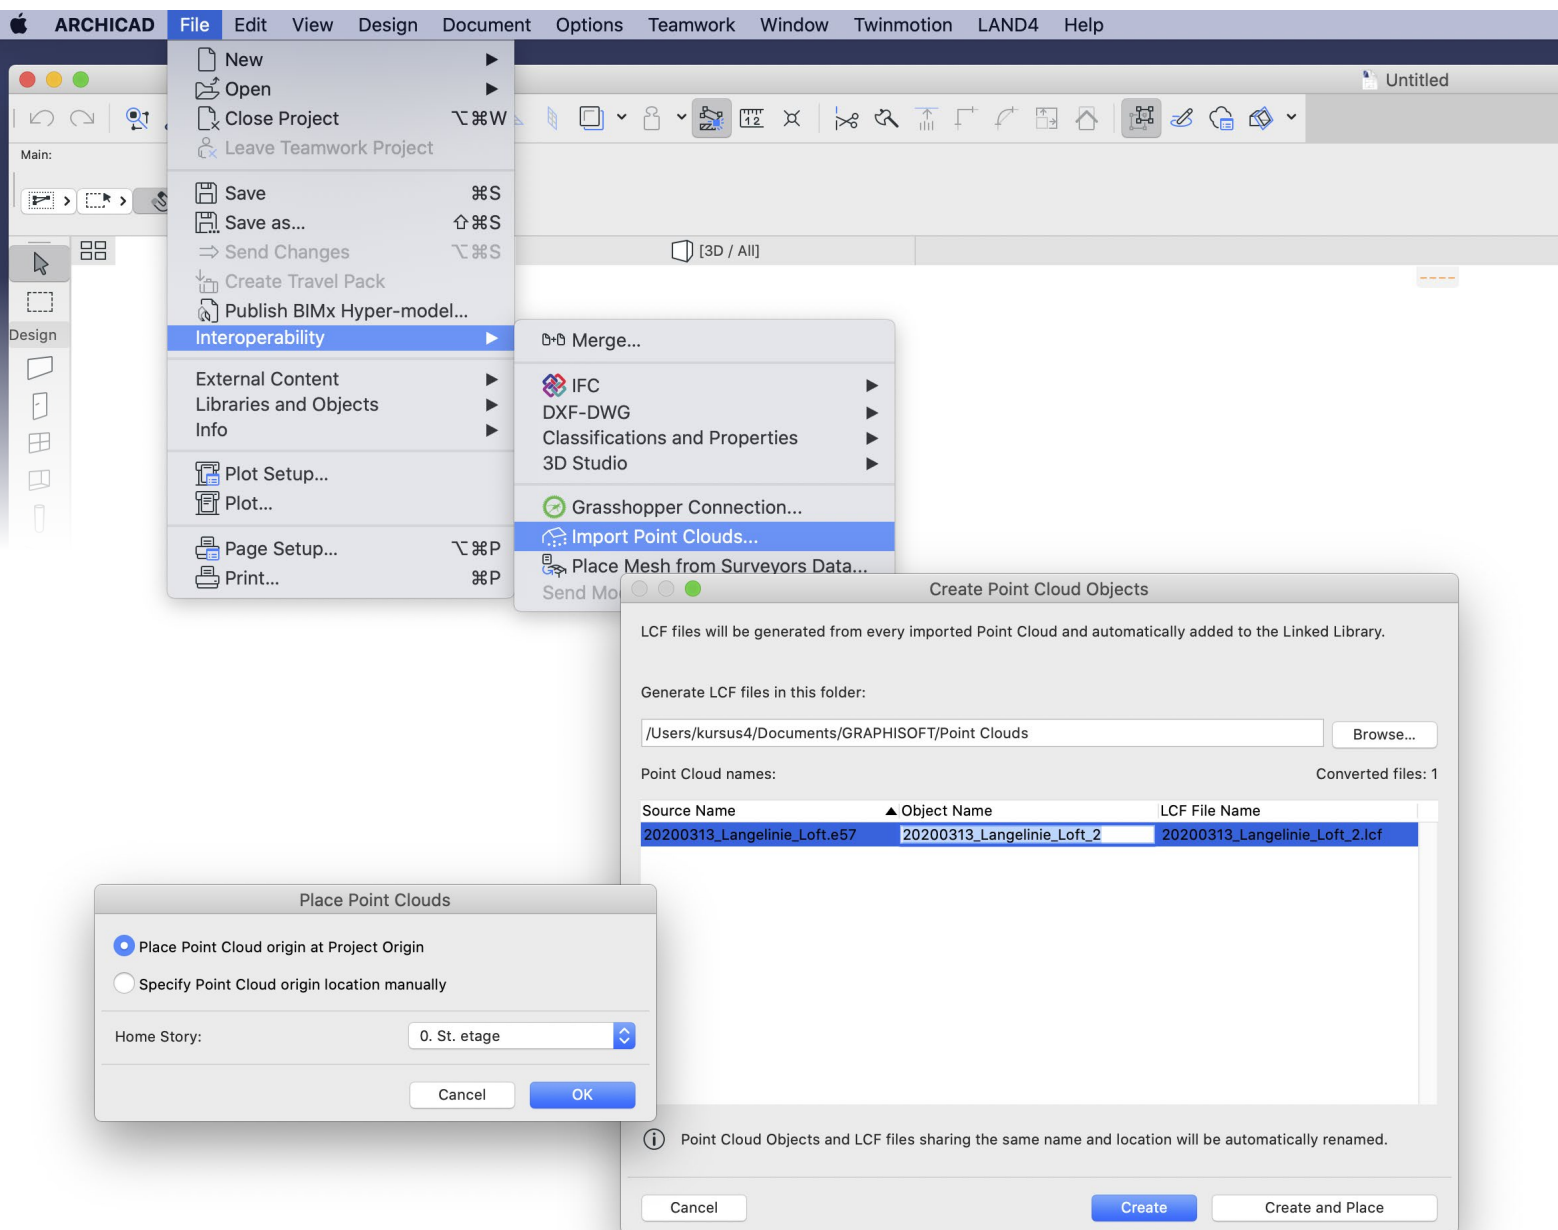 ARCHICAD File Edit View Design Document Options Teamwork Window Twinmotion LAND4 Help
Untitled
Main:
[3D / All]
Design
New
Open
Close Project ⌥⌘W
Leave Teamwork Project
Save ⌘S
Save as... ⇧⌘S
Send Changes ⌥⌘S
Create Travel Pack
Publish BIMx Hyper-model...
Interoperability
External Content
Libraries and Objects
Info
Plot Setup...
Plot...
Page Setup... ⌥⌘P
Print... ⌘P
Merge...
IFC
DXF-DWG
Classifications and Properties
3D Studio
Grasshopper Connection...
Import Point Clouds...
Place Mesh from Surveyors Data...
Send Mo
Create Point Cloud Objects
LCF files will be generated from every imported Point Cloud and automatically added to the Linked Library.
Generate LCF files in this folder:
/Users/kursus4/Documents/GRAPHISOFT/Point Clouds Browse...
Point Cloud names: Converted files: 1
Source Name Object Name LCF File Name
20200313_Langelinie_Loft.e57 20200313_Langelinie_Loft_2 20200313_Langelinie_Loft_2.lcf
Point Cloud Objects and LCF files sharing the same name and location will be automatically renamed.
Cancel Create Create and Place
Place Point Clouds
Place Point Cloud origin at Project Origin
Specify Point Cloud origin location manually
Home Story: 0. St. etage
Cancel OK